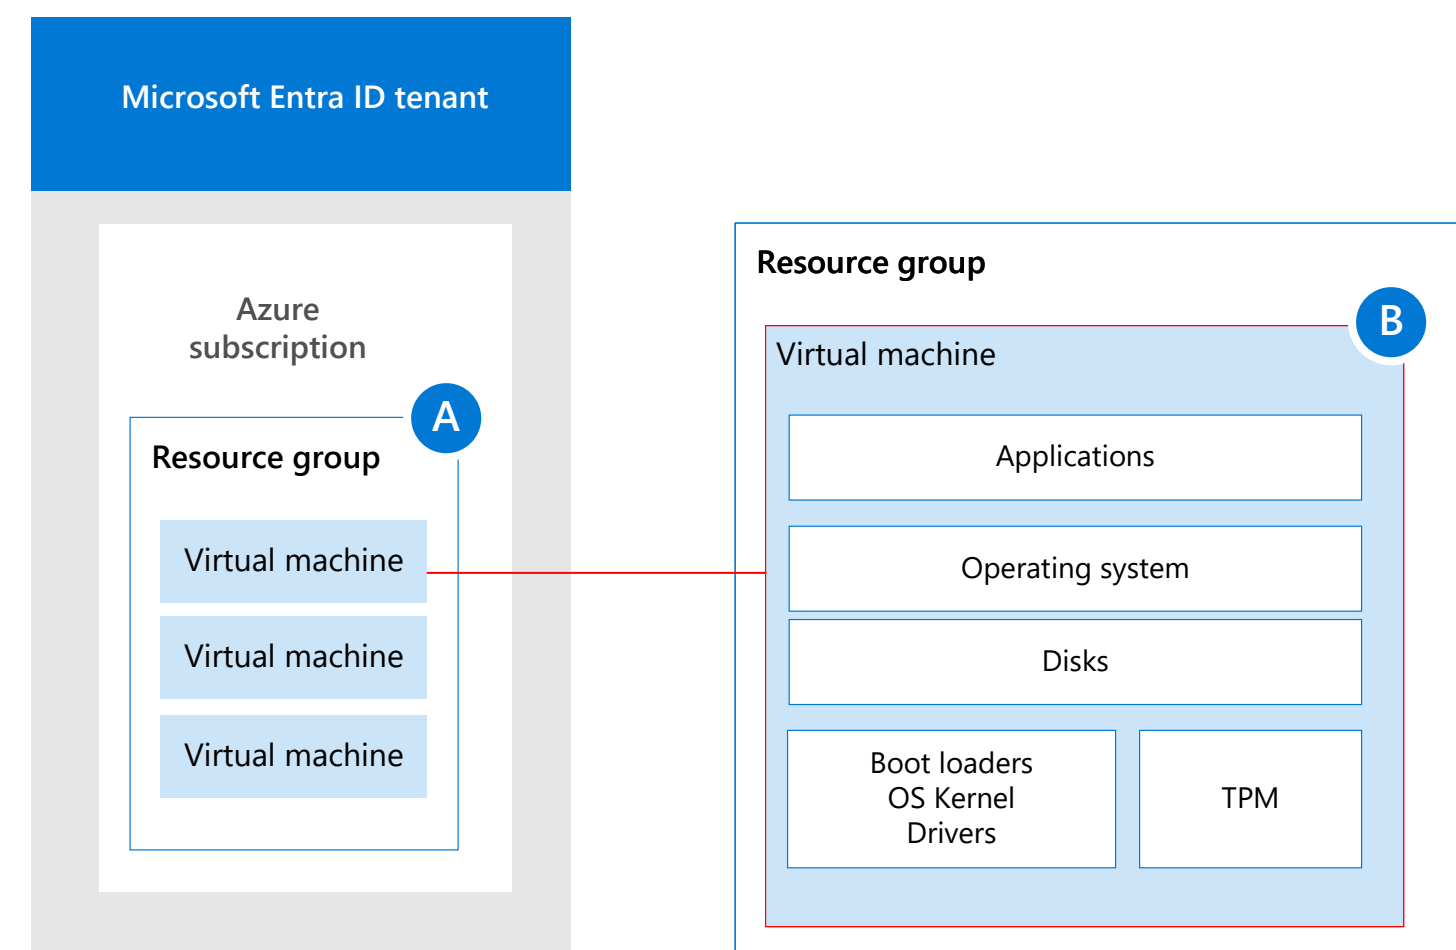 Microsoft Entra ID tenant
Azure
subscription
A
Resource group
Virtual machine
Virtual machine
Virtual machine
Resource group
B
Virtual machine
Applications
Operating system
Disks
Boot loaders
OS Kernel
Drivers
TPM